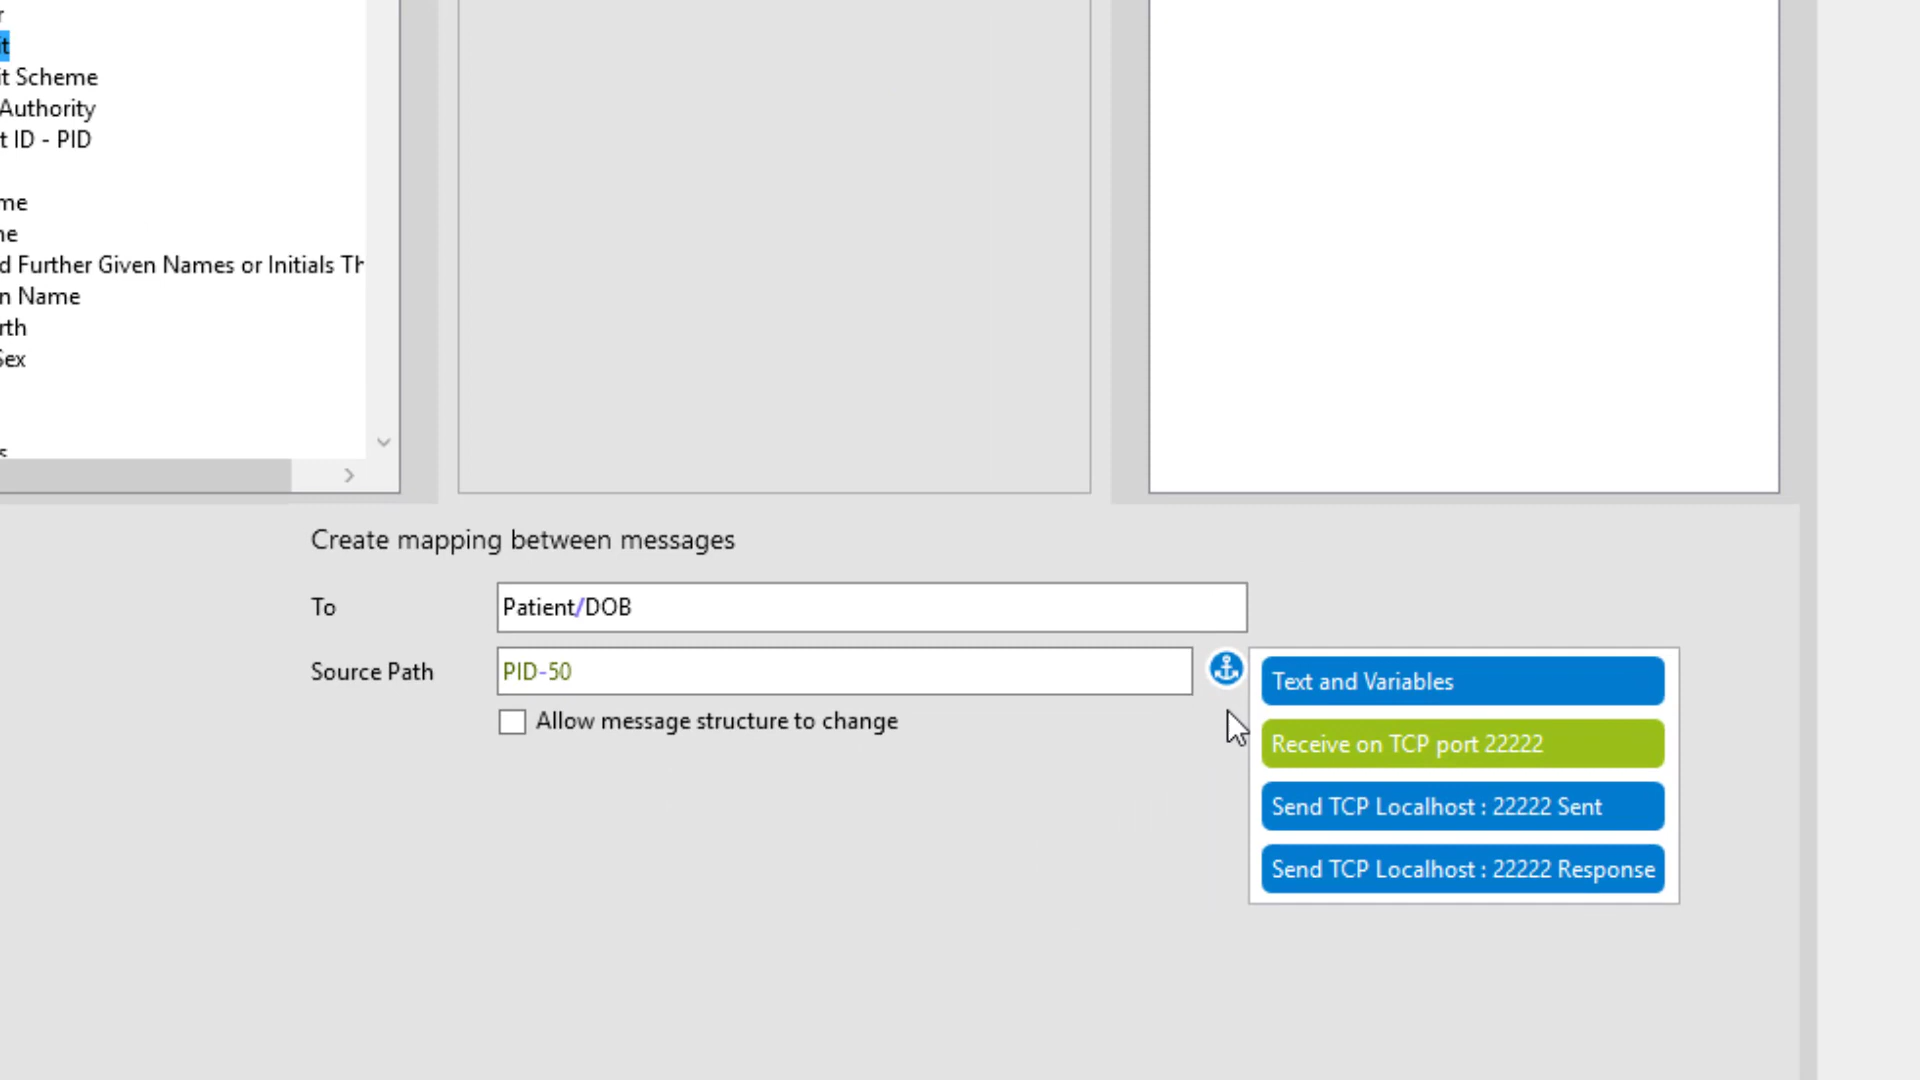 it Scheme
Authority
t ID - PID
me
ne
d Further Given Names or Initials Th
n Name
rth
Sex
Create mapping between messages
To
Patient/DOB
Source Path
PID-50
Allow message structure to change
Text and Variables
Receive on TCP port 22222
Send TCP Localhost : 22222 Sent
Send TCP Localhost : 22222 Response